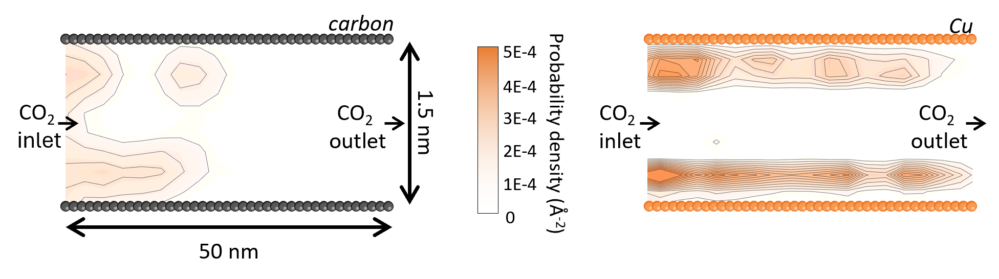 carbon
CO₂
inlet
CO₂
outlet
1.5 nm
50 nm
5E-4
4E-4
3E-4
2E-4
1E-4
0
Probability density (Å⁻²)
Cu
CO₂
inlet
CO₂
outlet